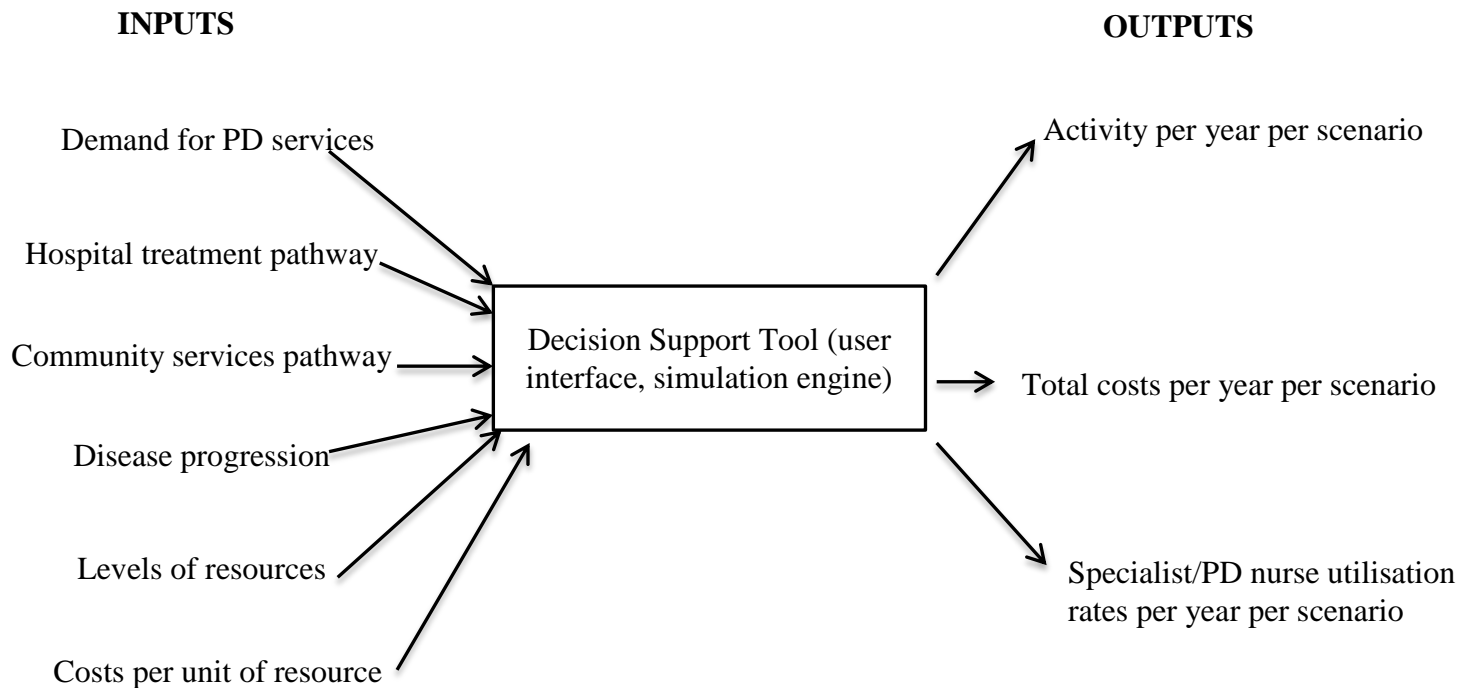 INPUTS
OUTPUTS
Demand for PD services
Hospital treatment pathway
Community services pathway
Disease progression
Levels of resources
Costs per unit of resource
Decision Support Tool (user
interface, simulation engine)
Activity per year per scenario
Total costs per year per scenario
Specialist/PD nurse utilisation
rates per year per scenario